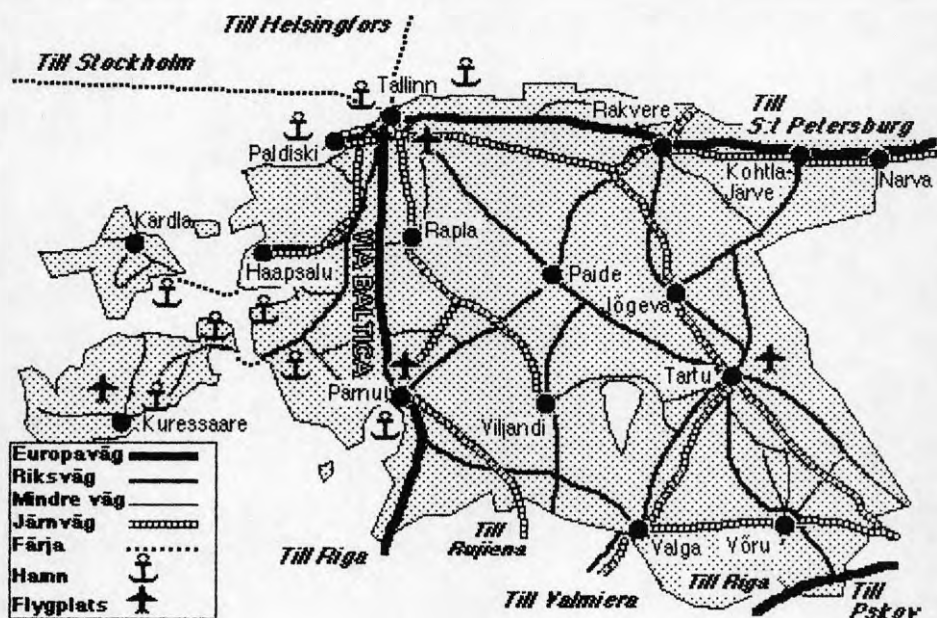 Till Helsingfors
Till Stockholm
Tallinn
Rakvere
Till
S:t Petersburg
Paldiski
Kohtla-
Järve
Narva
Kärdla
Rapla
Haapsalu
Paide
Jõgeva
VIA BALTICA
Tartu
Pärnu
Viljandi
Kuressaare
Europaväg
Riksväg
Mindre väg
Järnväg
Färja
Hamn
Flygplats
Till Riga
Till
Rujiena
Valga
Võru
Till Valmiera
Till Riga
Till
Pskov